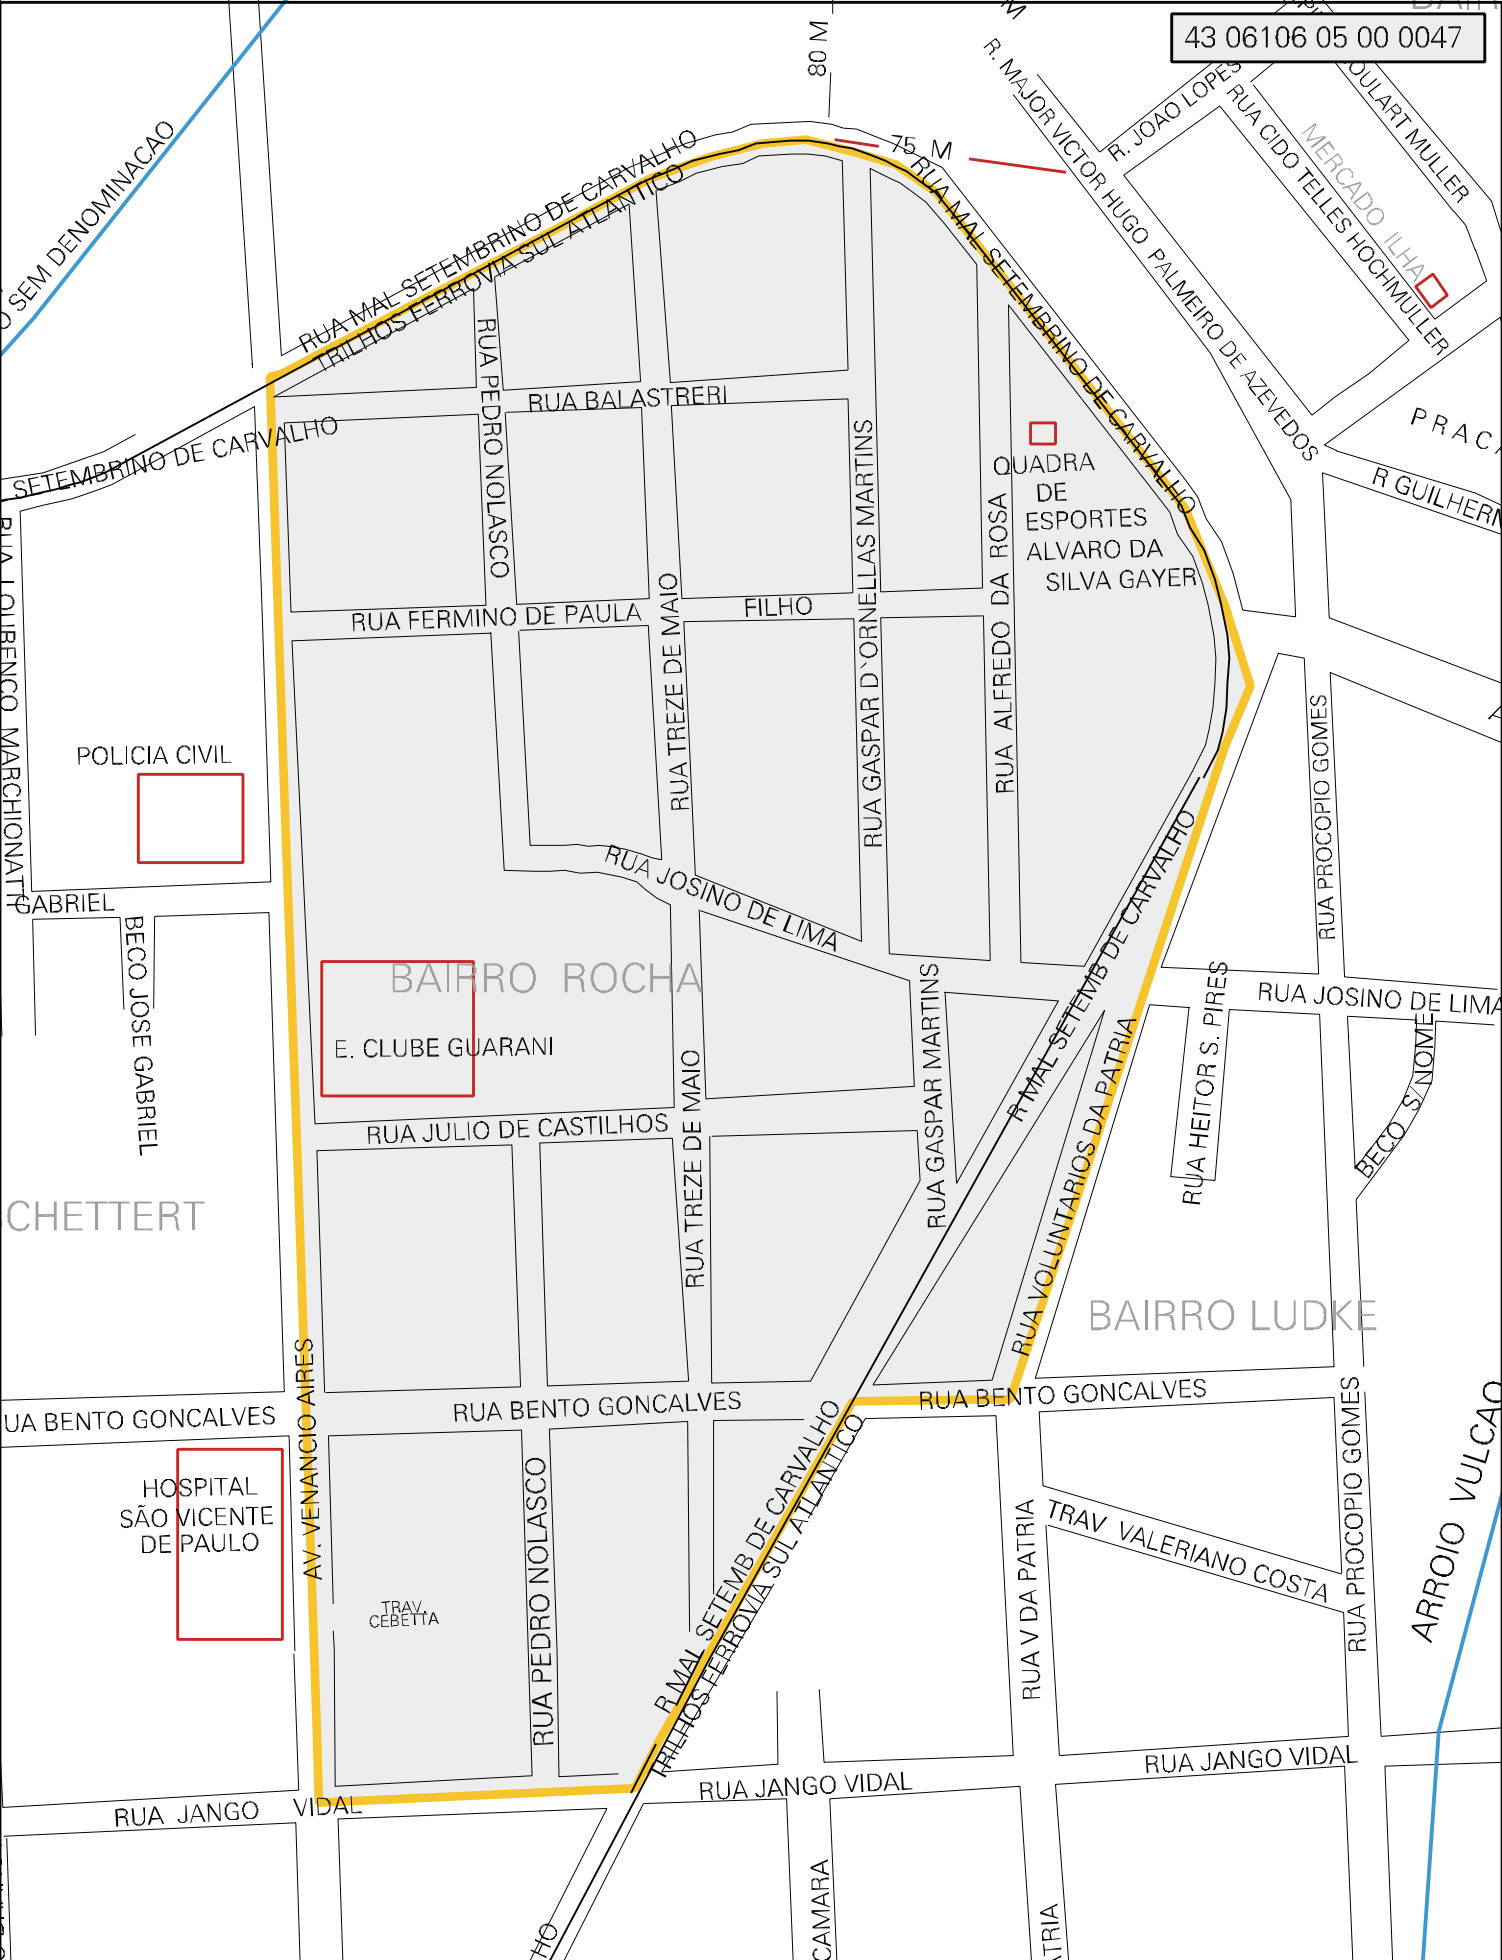 43 06106 05 00 0047
80 M
75 M
R. MAJOR VICTOR HUGO PALMEIRO DE AZEVEDOS
R. JOAO LOPES
RUA CIDO TELLES HOCHMULLER
OULART MULLER
MERCADO ILHA
O SEM DENOMINACAO
RUA MAL SETEMBRINO DE CARVALHO
TRILHOS FERROVIA SUL ATLANTICO
RUA MAL SETEMBRINO DE CARVALHO
SETEMBRINO DE CARVALHO
RUA PEDRO NOLASCO
RUA BALASTRERI
PRACA
R GUILHERM
QUADRA
DE
ESPORTES
ALVARO DA
SILVA GAYER
RUA LOURENCO MARCHIONATTI
RUA FERMINO DE PAULA
FILHO
RUA TREZE DE MAIO
RUA GASPAR D`ORNELLAS MARTINS
RUA ALFREDO DA ROSA
POLICIA CIVIL
RUA PROCOPIO GOMES
GABRIEL
BECO JOSE GABRIEL
RUA JOSINO DE LIMA
R MAL SETEMB DE CARVALHO
BAIRRO ROCHA
E. CLUBE GUARANI
RUA GASPAR MARTINS
RUA HEITOR S. PIRES
RUA JOSINO DE LIMA
BECO S/ NOME
RUA JULIO DE CASTILHOS
RUA TREZE DE MAIO
RUA VOLUNTARIOS DA PATRIA
CHETTERT
BAIRRO LUDKE
UA BENTO GONCALVES
AV. VENANCIO AIRES
RUA BENTO GONCALVES
RUA BENTO GONCALVES
HOSPITAL
SÃO VICENTE
DE PAULO
RUA PEDRO NOLASCO
R MAL SETEMB DE CARVALHO
TRILHOS FERROVIA SUL ATLANTICO
RUA V DA PATRIA
TRAV VALERIANO COSTA
RUA PROCOPIO GOMES
ARROIO VULCAO
TRAV.
CEBETTA
RUA JANGO VIDAL
RUA JANGO VIDAL
RUA JANGO VIDAL
HO
CAMARA
TRIA